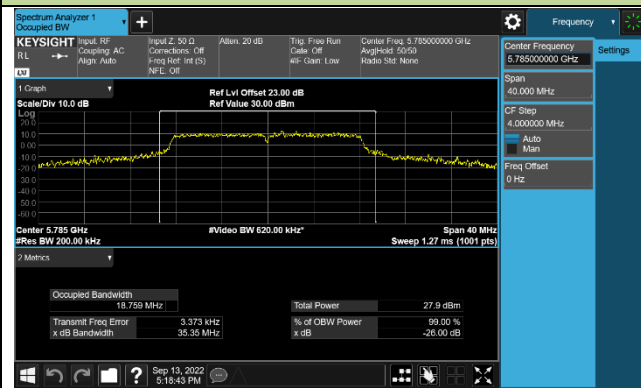 Spectrum Analyzer 1
Occupied BW
+
Frequency
KEYSIGHT
RL
LXI
Input: RF
Coupling: AC
Align: Auto
Input Z: 50 Ω
Corrections: Off
Freq Ref: Int (S)
NFE: Off
Atten: 20 dB
Trig: Free Run
Gate: Off
#IF Gain: Low
Center Freq: 5.785000000 GHz
Avg|Hold: 50/50
Radio Std: None
Center Frequency
5.785000000 GHz
Settings
Span
40.000 MHz
CF Step
4.000000 MHz
Auto
Man
Freq Offset
0 Hz
1 Graph
Scale/Div 10.0 dB
Ref Lvl Offset 23.00 dB
Ref Value 30.00 dBm
Log
20.0
10.0
0.00
-10.0
-20.0
-30.0
-40.0
-50.0
-60.0
Center 5.785 GHz
#Video BW 620.00 kHz*
Span 40 MHz
#Res BW 200.00 kHz
Sweep 1.27 ms (1001 pts)
2 Metrics
Occupied Bandwidth
18.759 MHz
Total Power
27.9 dBm
Transmit Freq Error
3.373 kHz
% of OBW Power
99.00 %
x dB Bandwidth
35.35 MHz
x dB
-26.00 dB
?
Sep 13, 2022
5:18:43 PM